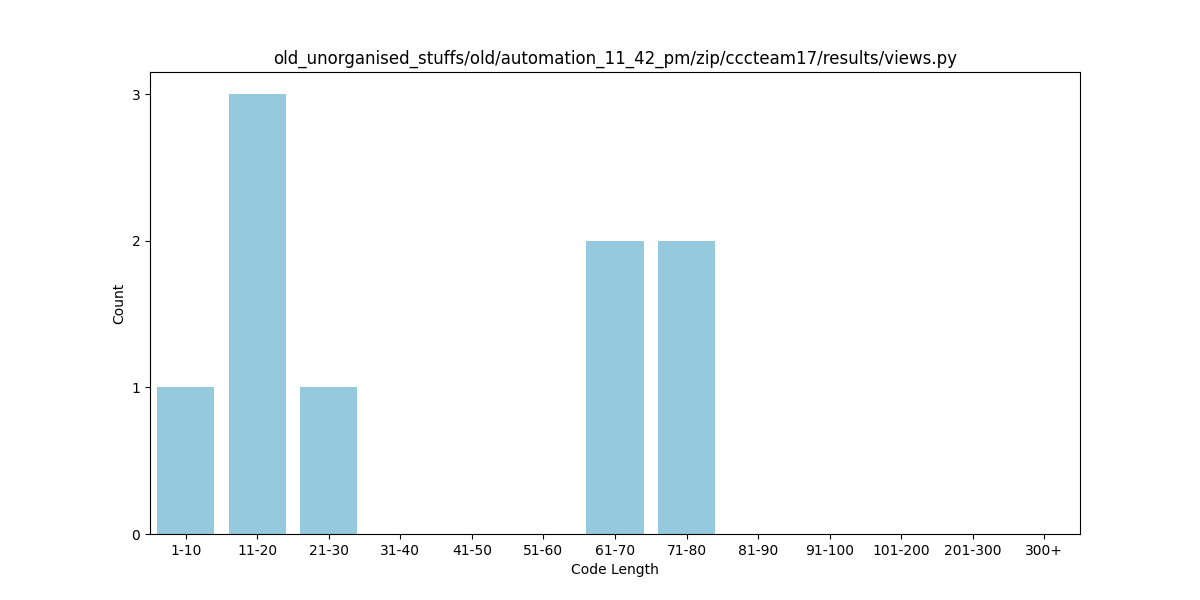 old_unorganised_stuffs/old/automation_11_42_pm/zip/cccteam17/results/views.py
3
2
1
0
Count
1-10 11-20 21-30 31-40 41-50 51-60 61-70 71-80 81-90 91-100 101-200 201-300 300+
Code Length